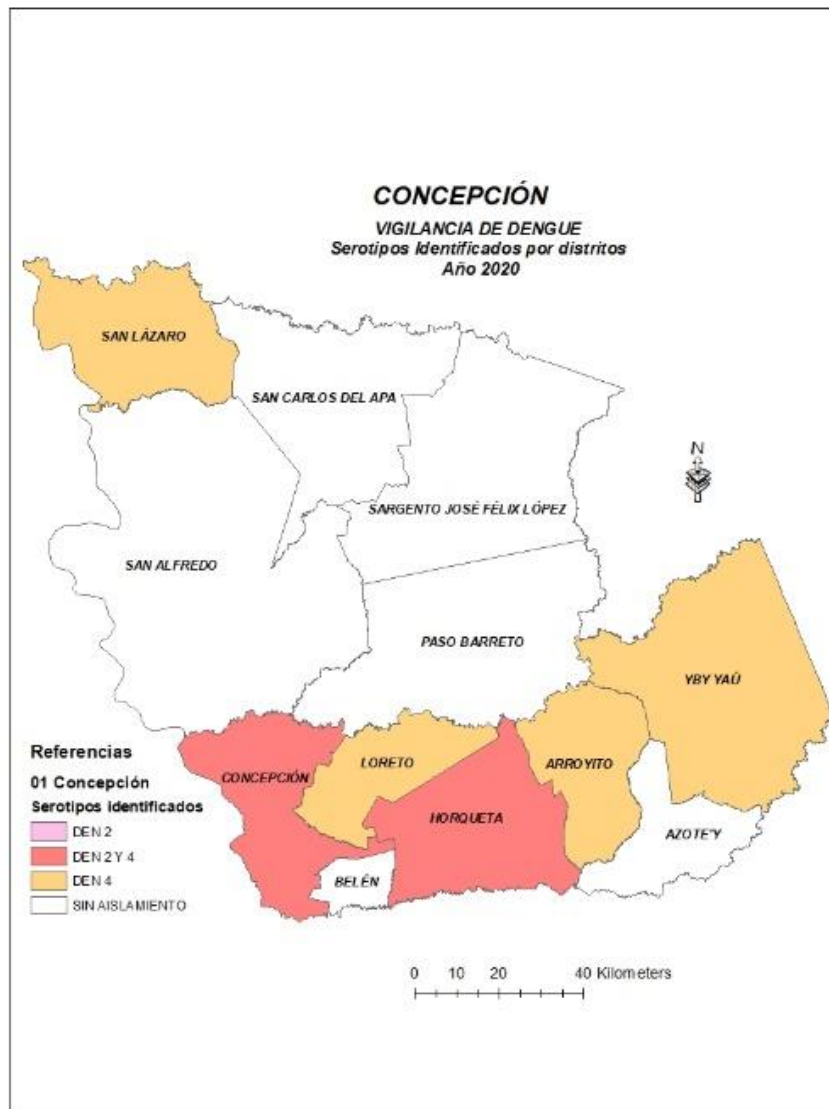 CONCEPCIÓN
VIGILANCIA DE DENGUE
Serotipos Identificados por distritos
Año 2020
SAN LÁZARO
SAN CARLOS DEL APA
N
SARGENTO JOSÉ FÉLIX LÓPEZ
SAN ALFREDO
PASO BARRETO
YBY YAÚ
Referencias
01 Concepción
Serotipos identificados
DEN 2
DEN 2 Y 4
DEN 4
SIN AISLAMIENTO
CONCEPCIÓN
LORETO
ARROYITO
HORQUETA
AZOTE'Y
BELÉN
0 10 20 40 Kilometers